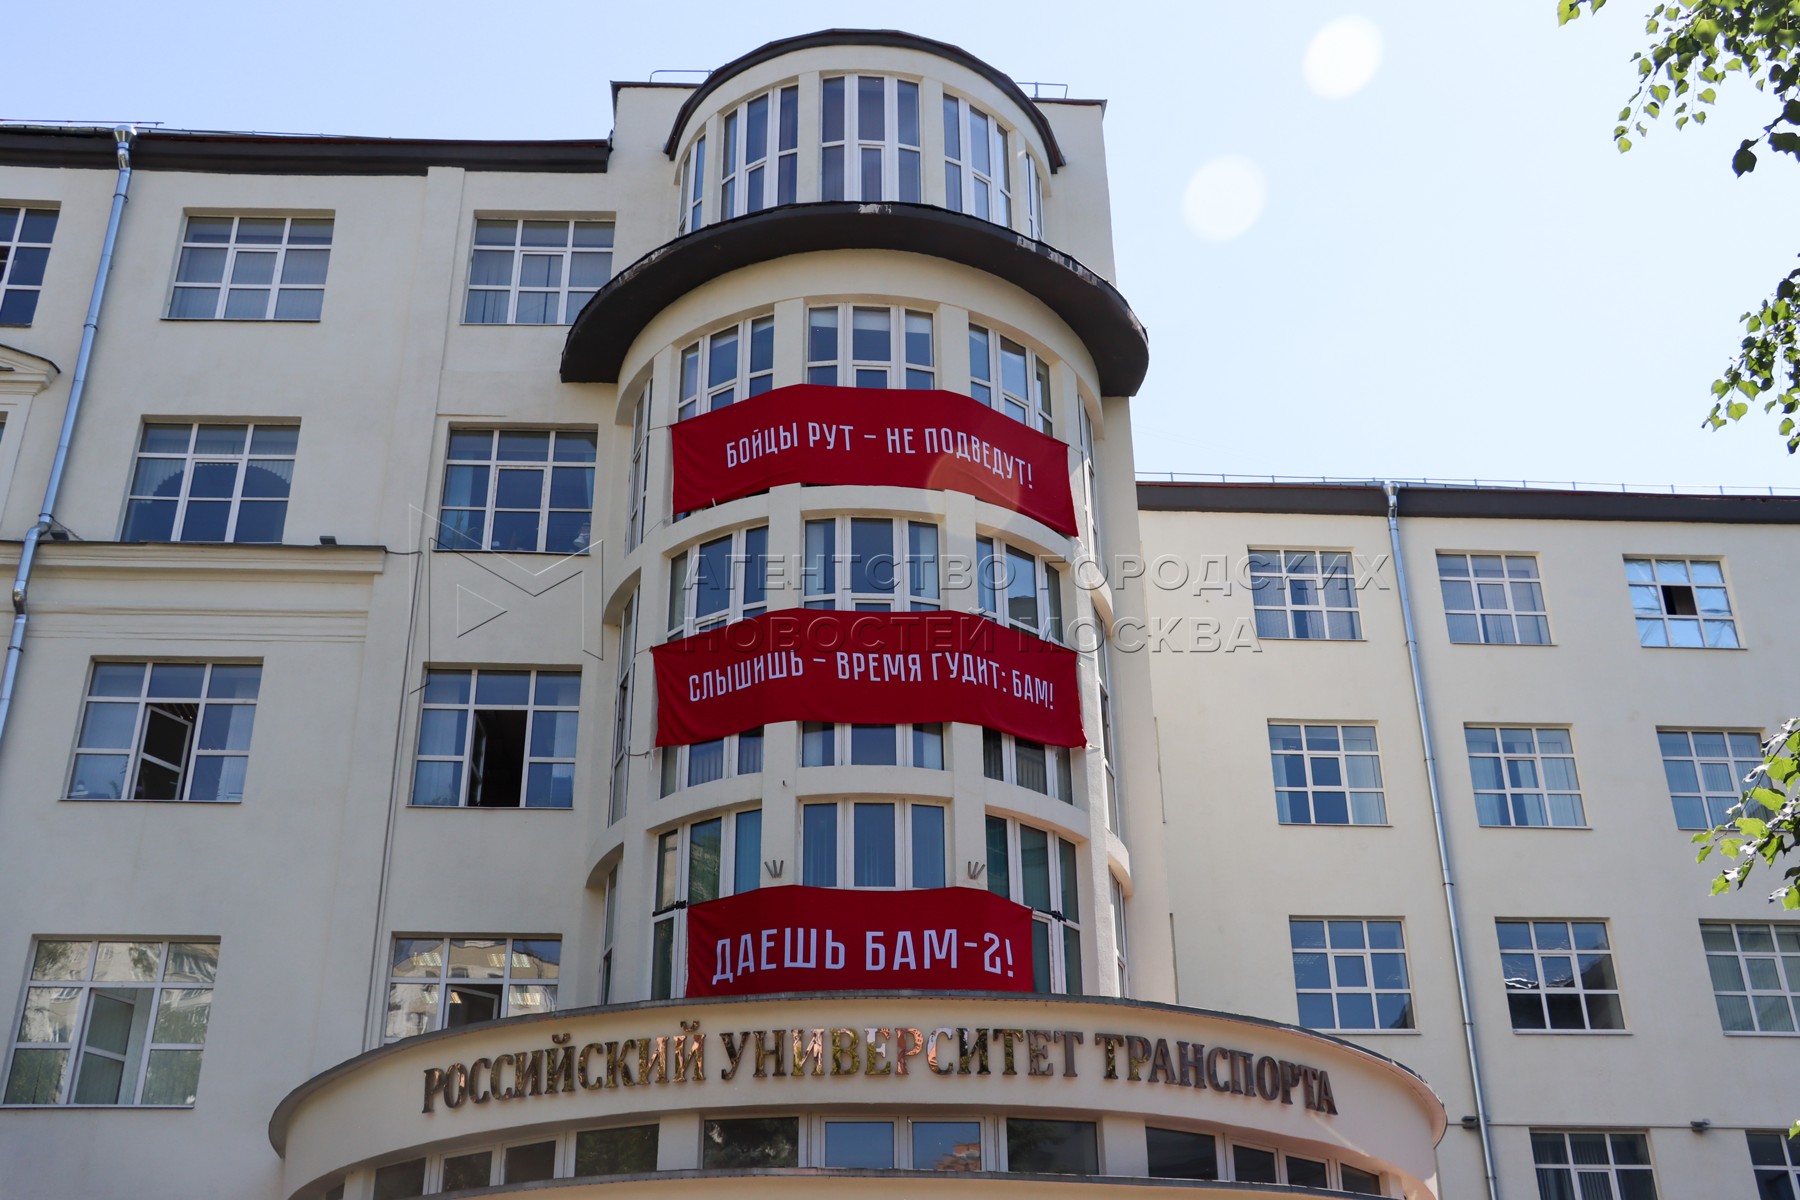 БОЙЦЫ РУТ – НЕ ПОДВЕДУТ!
АГЕНТСТВО ГОРОДСКИХ
НОВОСТЕЙ МОСКВА
СЛЫШИШЬ – ВРЕМЯ ГУДИТ: БАМ!
ДАЕШЬ БАМ-2!
РОССИЙСКИЙ УНИВЕРСИТЕТ ТРАНСПОРТА